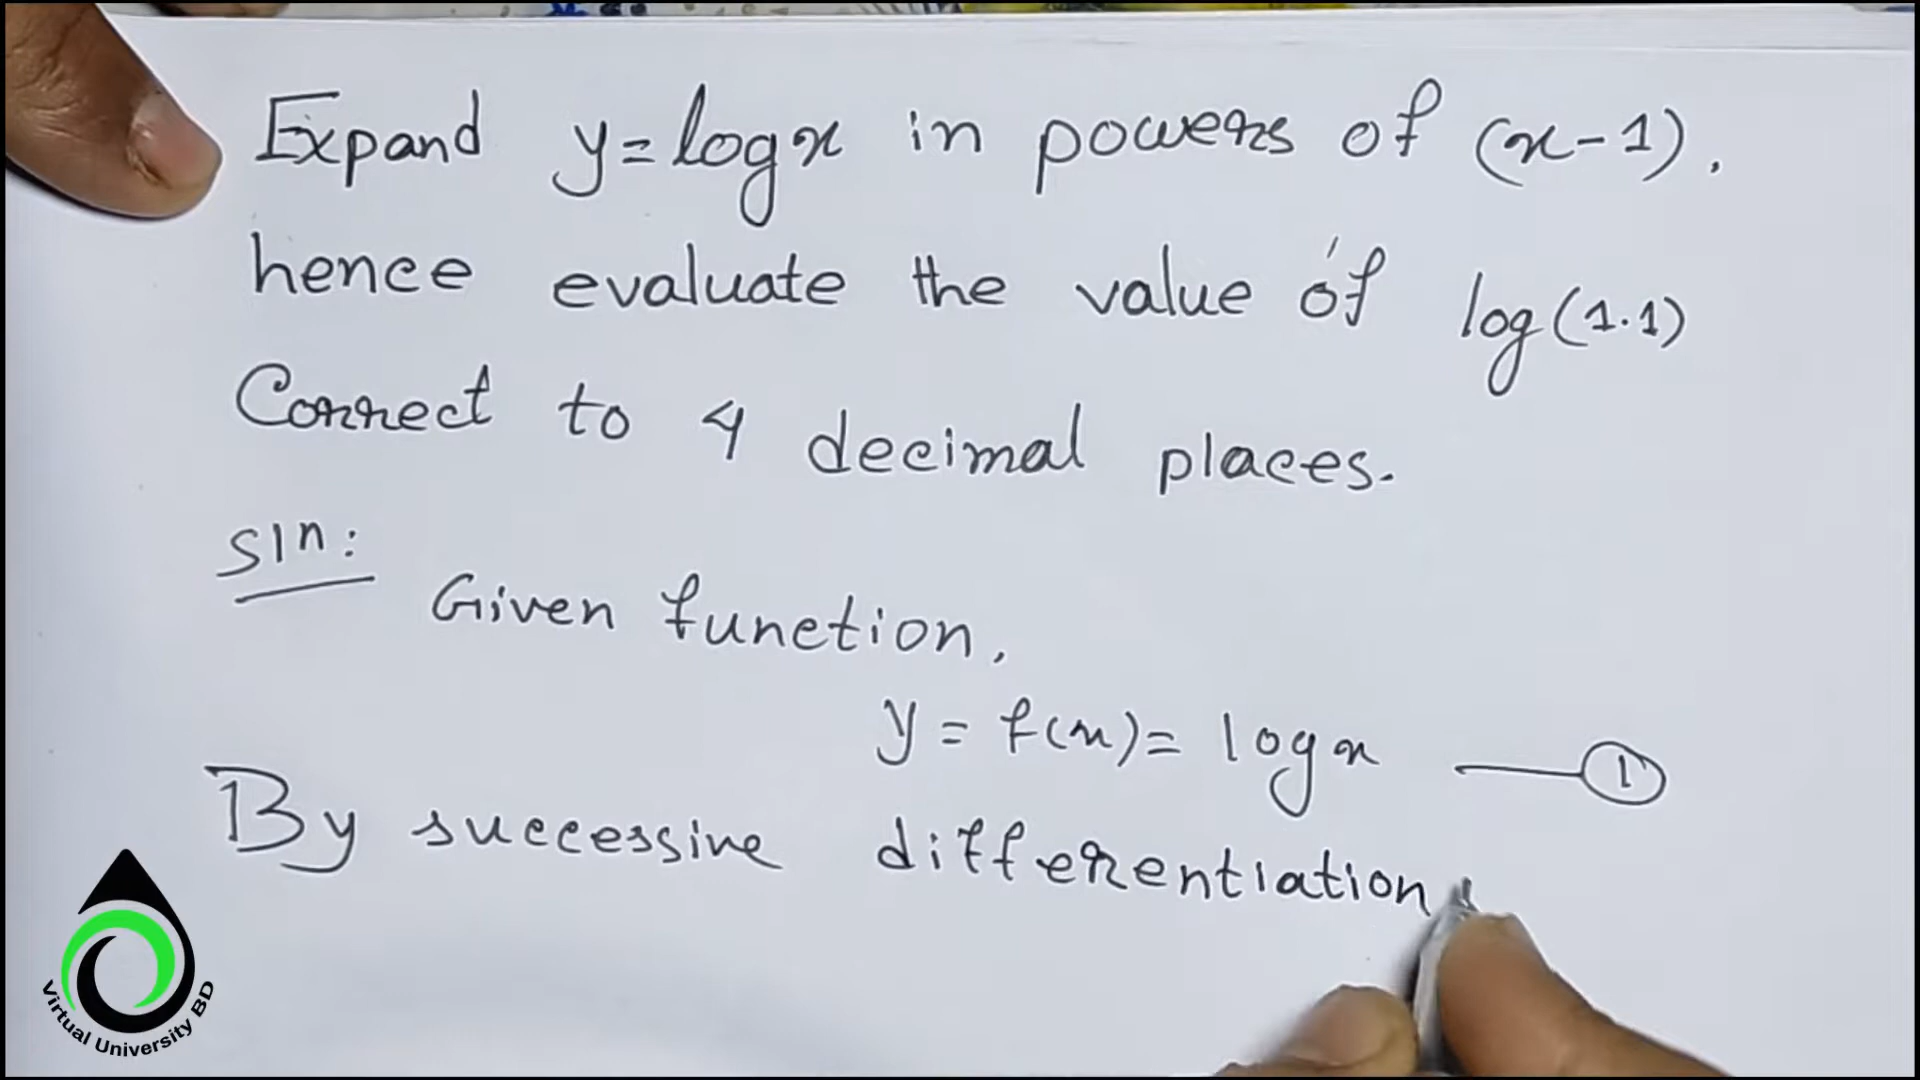 Expand y=logx in powers of (x-1).
hence evaluate the value of log(1.1)
Correct to 4 decimal places.
Sln:
Given function,
y = f(x) = logx —— 1
By successive differentiation,
Virtual University BD